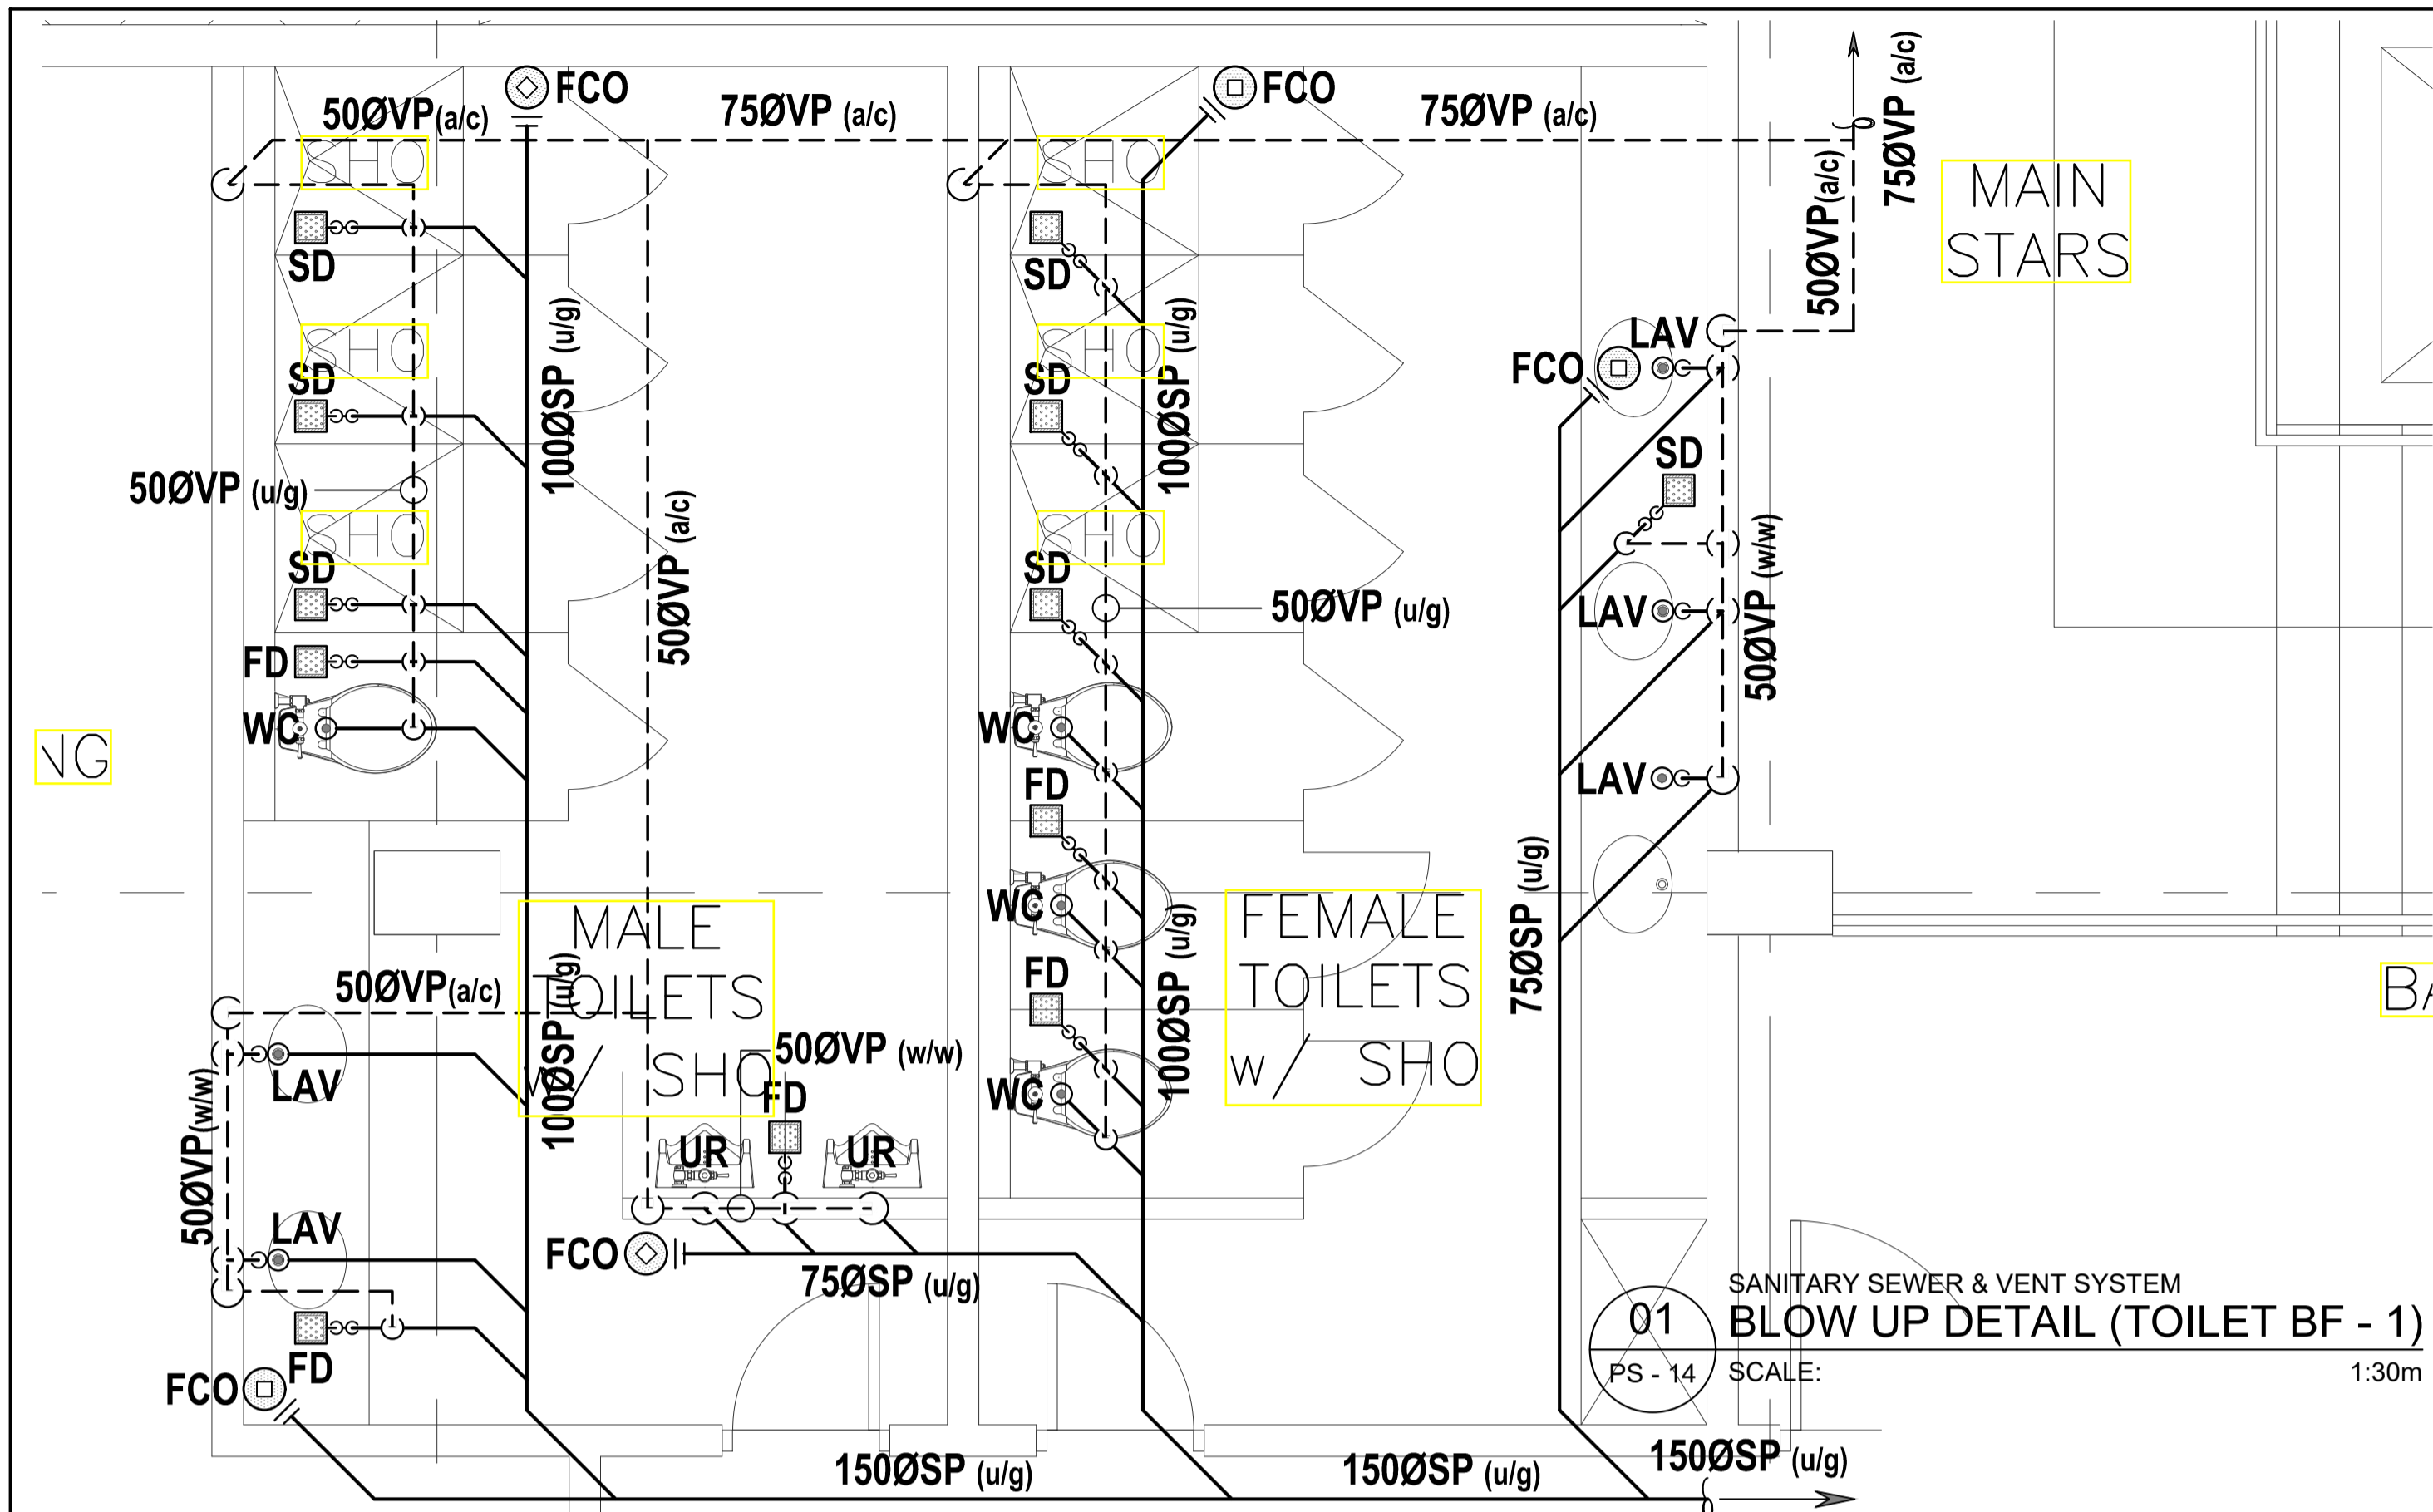 FCO
FCO
50ØVP(a/c)
75ØVP (a/c)
75ØVP (a/c)
75ØVP (a/c)
SHO
SHO
50ØVP(a/c)
MAIN
STARS
SD
SD
100ØSP (u/g)
100ØSP (u/g)
SHO
SHO
LAV
FCO
SD
SD
SD
50ØVP (u/g)
50ØVP (a/c)
SHO
SHO
SD
SD
50ØVP (w/w)
50ØVP (u/g)
LAV
FD
WC
WC
NG
FD
LAV
75ØSP (u/g)
WC
MALE
TOILETS
W/ SHO
FEMALE
TOILETS
W/ SHO
50ØVP(a/c)
100ØSP (u/g)
100ØSP (u/g)
FD
BA
50ØVP (w/w)
LAV
FD
WC
50ØVP(w/w)
UR
UR
LAV
FCO
75ØSP (u/g)
FD
FCO
01
PS - 14
SANITARY SEWER & VENT SYSTEM
BLOW UP DETAIL (TOILET BF - 1)
SCALE:
1:30m
150ØSP (u/g)
150ØSP (u/g)
150ØSP (u/g)